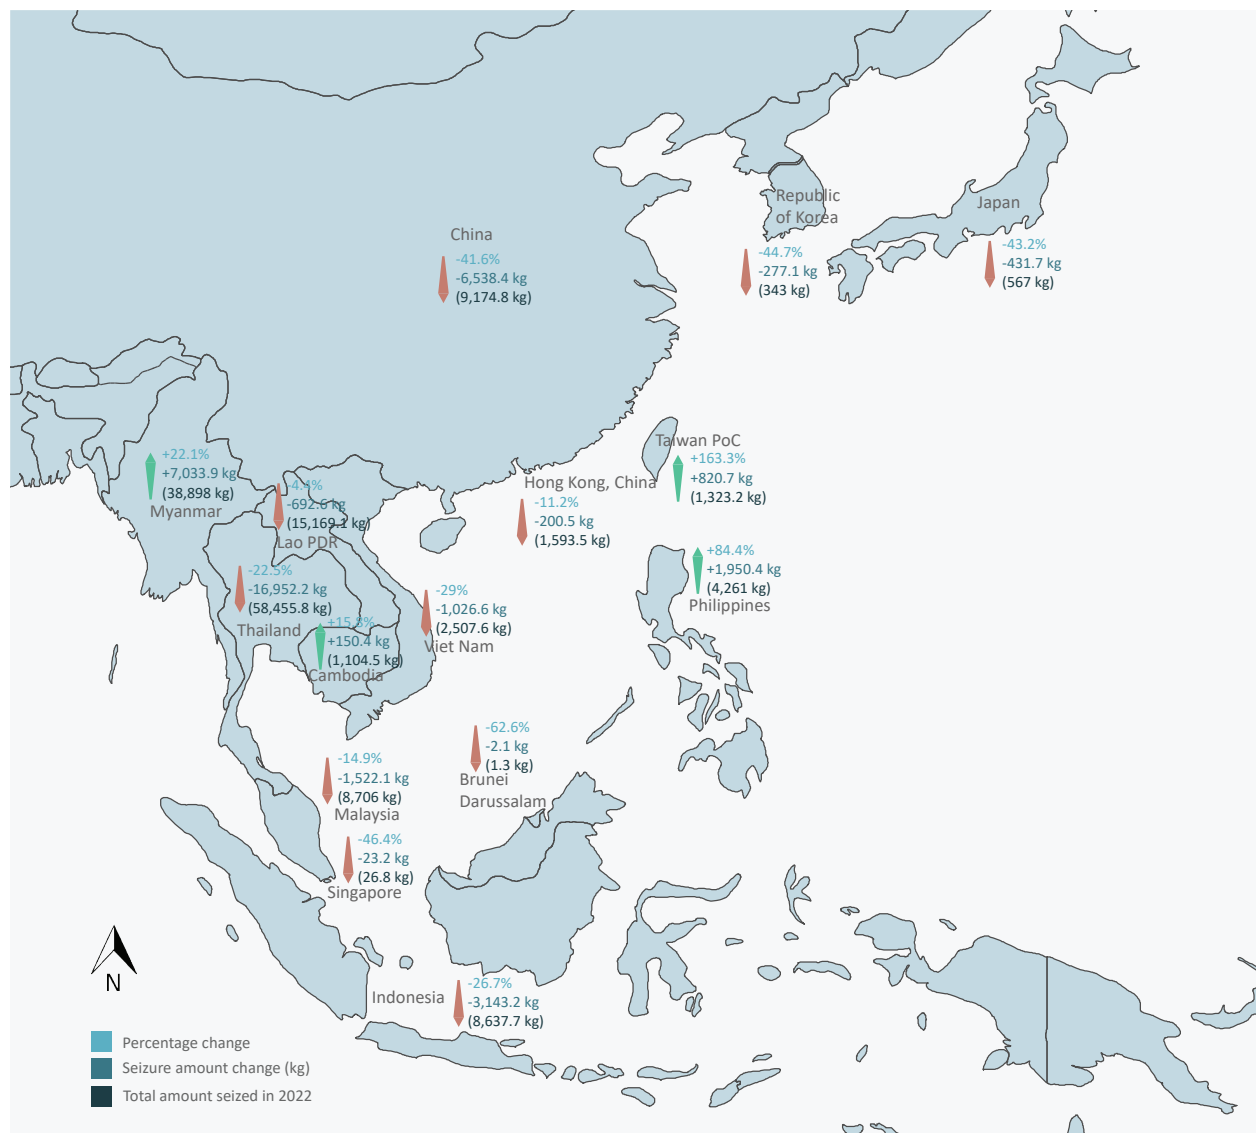 Republic
of Korea
-44.7%
-277.1 kg
(343 kg)
Japan
-43.2%
-431.7 kg
(567 kg)
China
-41.6%
-6,538.4 kg
(9,174.8 kg)
Taiwan PoC
+163.3%
+820.7 kg
(1,323.2 kg)
+22.1%
+7,033.9 kg
(38,898 kg)
Myanmar
-4.4%
-692.6 kg
(15,169.1 kg)
Lao PDR
Hong Kong, China
-11.2%
-200.5 kg
(1,593.5 kg)
+84.4%
+1,950.4 kg
(4,261 kg)
Philippines
-22.5%
-16,952.2 kg
(58,455.8 kg)
Thailand
-29%
-1,026.6 kg
(2,507.6 kg)
Viet Nam
+15.8%
+150.4 kg
(1,104.5 kg)
Cambodia
-62.6%
-2.1 kg
(1.3 kg)
Brunei
Darussalam
-14.9%
-1,522.1 kg
(8,706 kg)
Malaysia
-46.4%
-23.2 kg
(26.8 kg)
Singapore
Indonesia
-26.7%
-3,143.2 kg
(8,637.7 kg)
N
Percentage change
Seizure amount change (kg)
Total amount seized in 2022